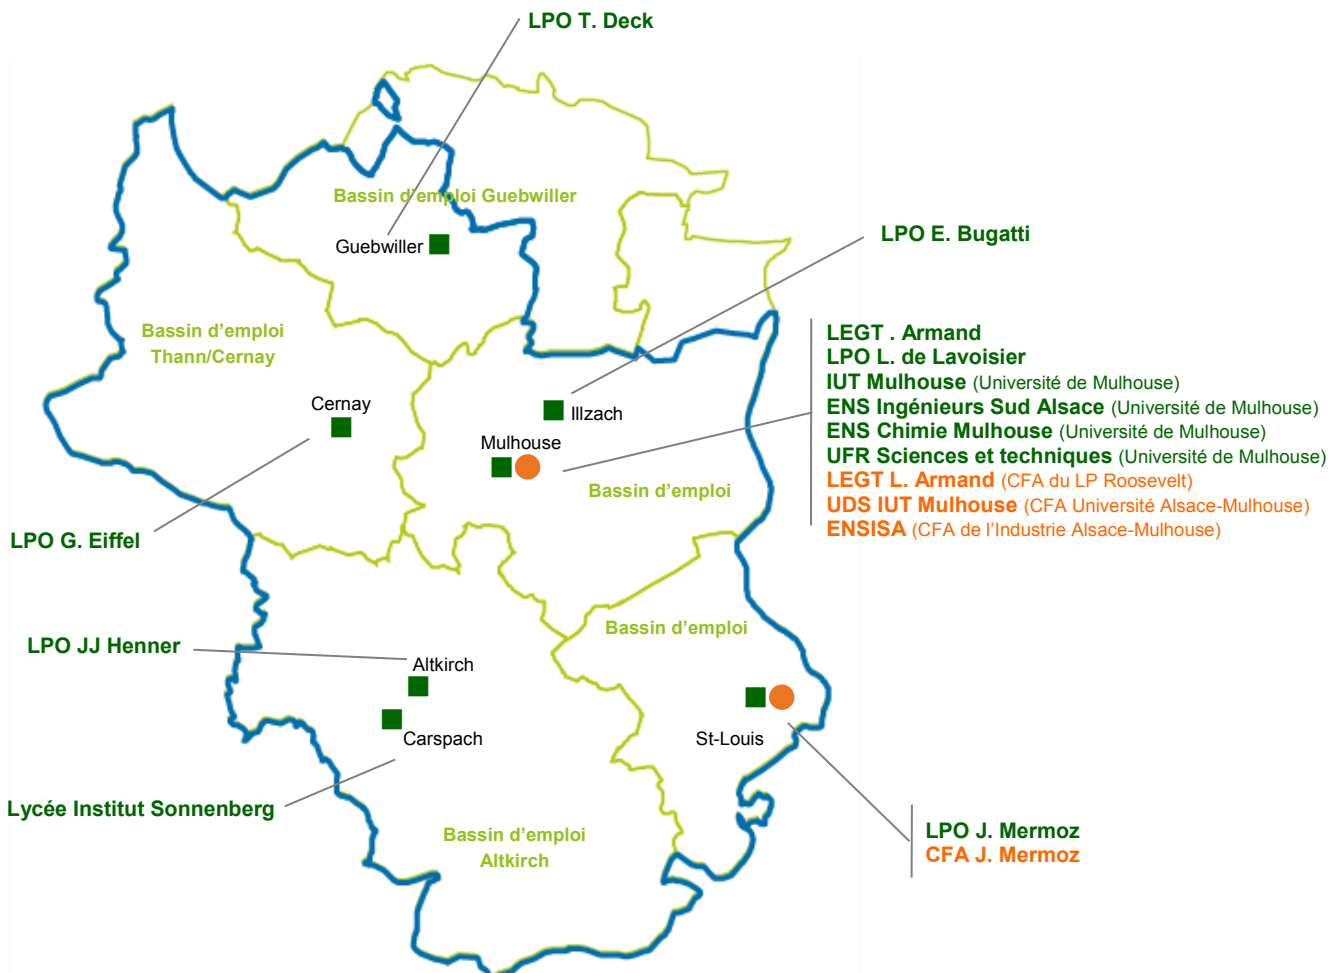 LPO T. Deck
Bassin d'emploi Guebwiller
Guebwiller
LPO E. Bugatti
Bassin d'emploi
Thann/Cernay
LEGT . Armand
LPO L. de Lavoisier
IUT Mulhouse (Université de Mulhouse)
ENS Ingénieurs Sud Alsace (Université de Mulhouse)
ENS Chimie Mulhouse (Université de Mulhouse)
UFR Sciences et techniques (Université de Mulhouse)
LEGT L. Armand (CFA du LP Roosevelt)
UDS IUT Mulhouse (CFA Université Alsace-Mulhouse)
ENSISA (CFA de l'Industrie Alsace-Mulhouse)
Cernay
Illzach
Mulhouse
Bassin d'emploi
LPO G. Eiffel
Bassin d'emploi
LPO JJ Henner
Altkirch
Carspach
St-Louis
Lycée Institut Sonnenberg
Bassin d'emploi
Altkirch
LPO J. Mermoz
CFA J. Mermoz